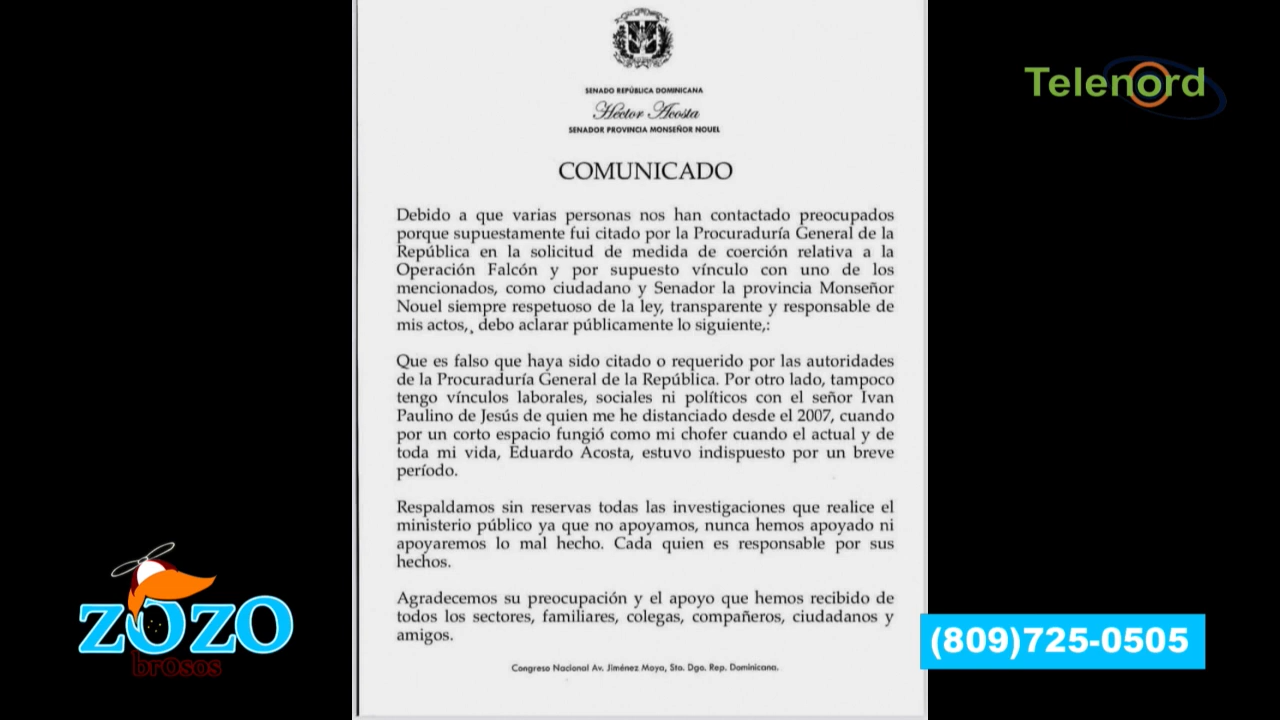 SENADO REPÚBLICA DOMINICANA
Héctor Acosta
SENADOR PROVINCIA MONSEÑOR NOUEL
COMUNICADO
Debido a que varias personas nos han contactado preocupados
porque supuestamente fui citado por la Procuraduría General de la
República en la solicitud de medida de coerción relativa a la
Operación Falcón y por supuesto vínculo con uno de los
mencionados, como ciudadano y Senador la provincia Monseñor
Nouel siempre respetuoso de la ley, transparente y responsable de
mis actos,¸ debo aclarar públicamente lo siguiente,:
Que es falso que haya sido citado o requerido por las autoridades
de la Procuraduría General de la República. Por otro lado, tampoco
tengo vínculos laborales, sociales ni políticos con el señor Ivan
Paulino de Jesús de quien me he distanciado desde el 2007, cuando
por un corto espacio fungió como mi chofer cuando el actual y de
toda mi vida, Eduardo Acosta, estuvo indispuesto por un breve
período.
Respaldamos sin reservas todas las investigaciones que realice el
ministerio público ya que no apoyamos, nunca hemos apoyado ni
apoyaremos lo mal hecho. Cada quien es responsable por sus
hechos.
Agradecemos su preocupación y el apoyo que hemos recibido de
todos los sectores, familiares, colegas, compañeros, ciudadanos y
amigos.
Congreso Nacional Av. Jiménez Moya, Sto. Dgo. Rep. Dominicana.
Telenord
zOzO
brOsos
(809)725-0505